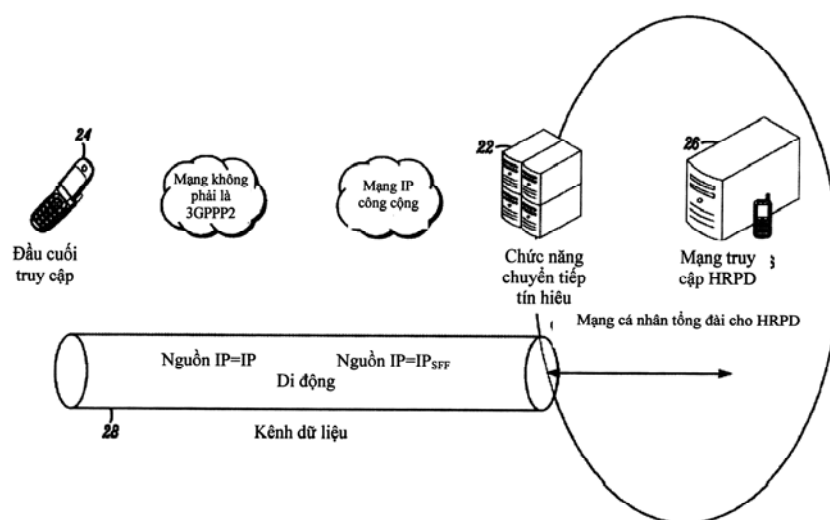 24
Mạng không
phải là
3GPPP2
Mạng IP
công cộng
22
26
Đầu cuối
truy cập
Chức năng
chuyển tiếp
tín hiêu
Mạng truy
cập HRPD
Mạng cá nhân tổng đài cho HRPD
Nguồn IP=IP
Nguồn IP=IPSFF
Di động
28
Kênh dữ liệu